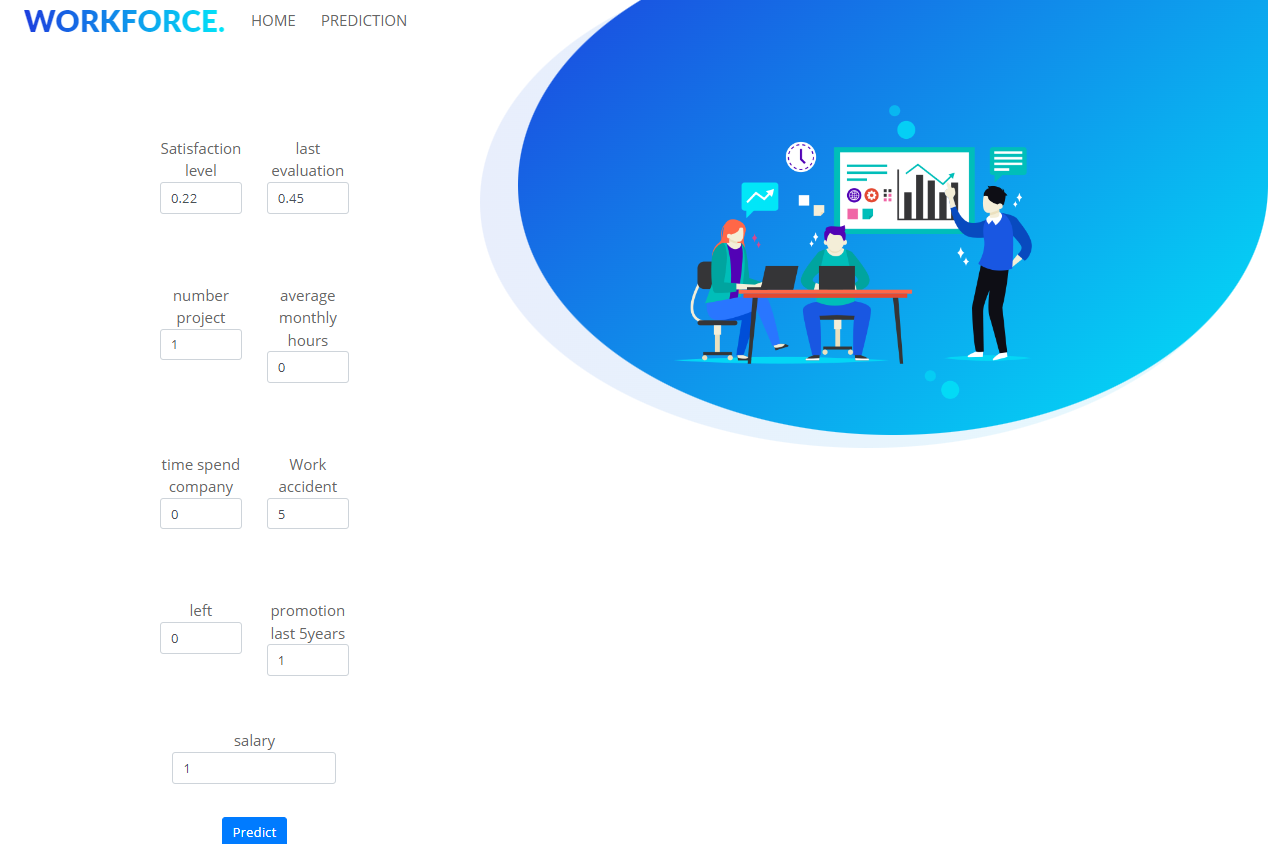 WORKFORCE. HOME PREDICTION
Satisfaction
level
0.22
last
evaluation
0.45
number
project
1
average
monthly
hours
0
time spend
company
0
Work
accident
5
left
0
promotion
last 5years
1
salary
1
Predict